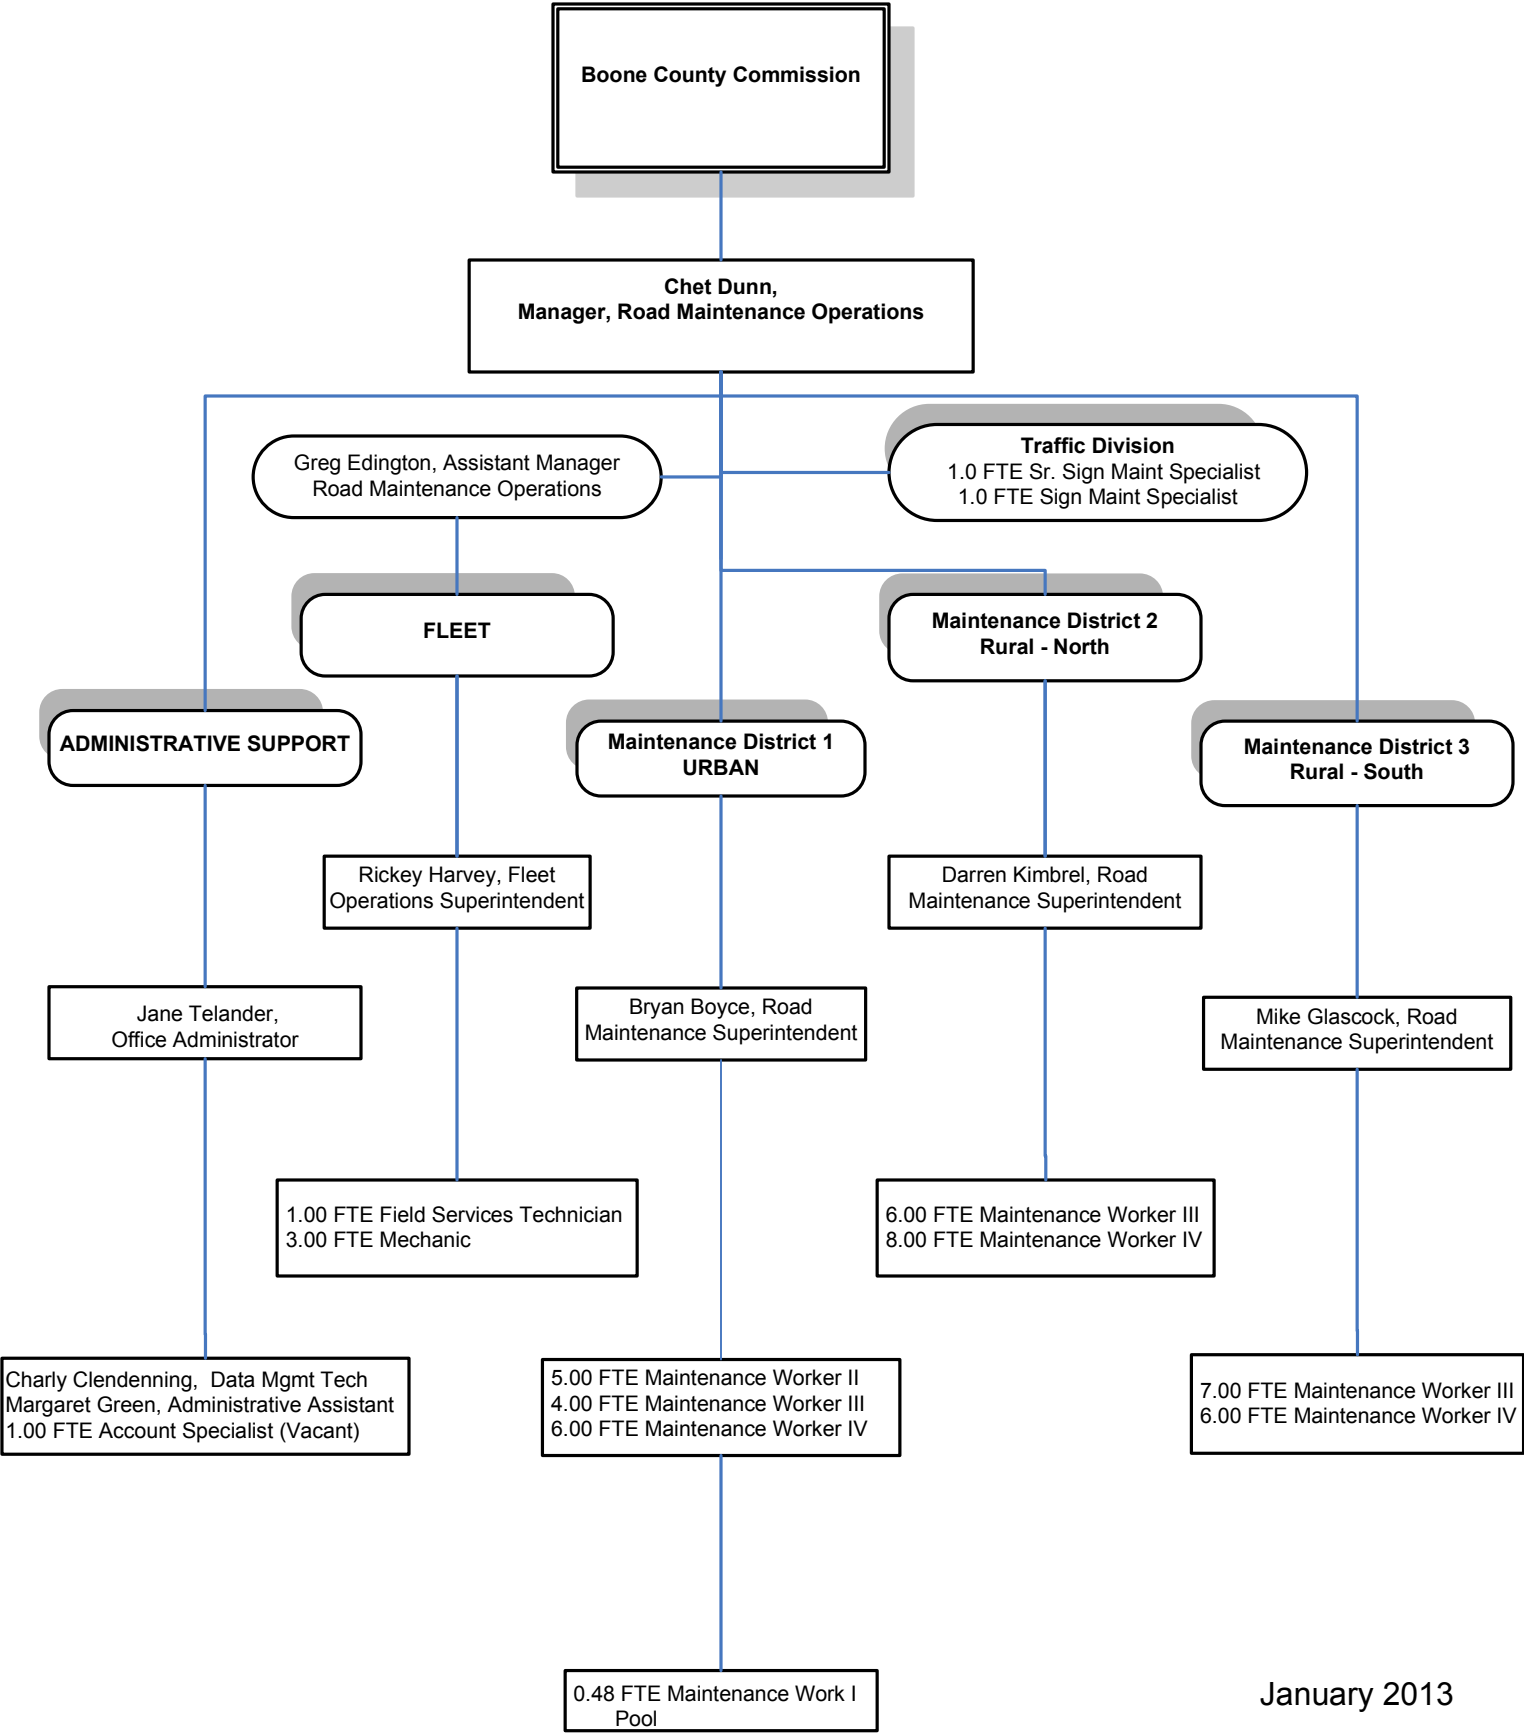 Boone County Commission
Chet Dunn,
Manager, Road Maintenance Operations
Greg Edington, Assistant Manager
Road Maintenance Operations
Traffic Division
1.0 FTE Sr. Sign Maint Specialist
1.0 FTE Sign Maint Specialist
FLEET
Maintenance District 2
Rural - North
ADMINISTRATIVE SUPPORT
Maintenance District 1
URBAN
Maintenance District 3
Rural - South
Rickey Harvey, Fleet
Operations Superintendent
Darren Kimbrel, Road
Maintenance Superintendent
Jane Telander,
Office Administrator
Bryan Boyce, Road
Maintenance Superintendent
Mike Glascock, Road
Maintenance Superintendent
1.00 FTE Field Services Technician
3.00 FTE Mechanic
6.00 FTE Maintenance Worker III
8.00 FTE Maintenance Worker IV
Charly Clendenning, Data Mgmt Tech
Margaret Green, Administrative Assistant
1.00 FTE Account Specialist (Vacant)
5.00 FTE Maintenance Worker II
4.00 FTE Maintenance Worker III
6.00 FTE Maintenance Worker IV
7.00 FTE Maintenance Worker III
6.00 FTE Maintenance Worker IV
0.48 FTE Maintenance Work I
Pool
January 2013